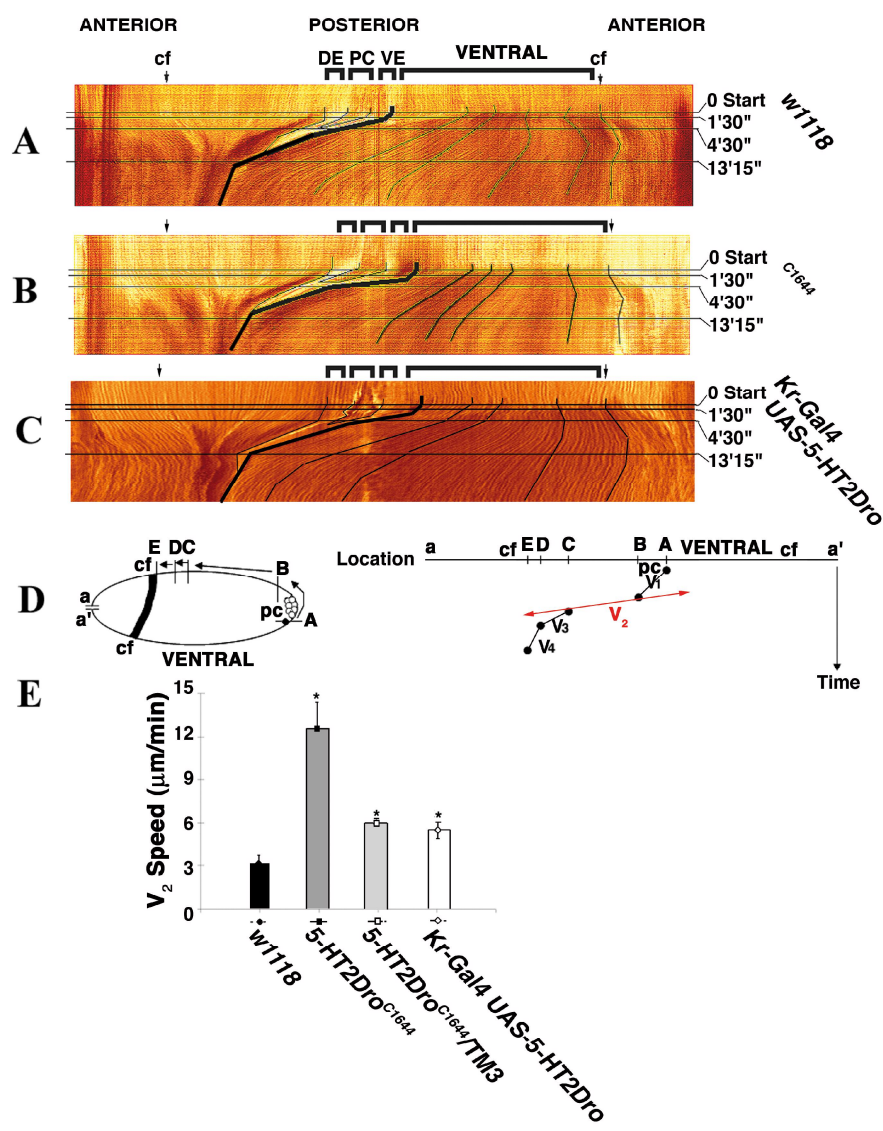 ANTERIOR POSTERIOR ANTERIOR
cf DE PC VE VENTRAL cf
A
0 Start
1'30"
4'30"
13'15"
w1118
B
0 Start
1'30"
4'30"
13'15"
C1644
C
0 Start
1'30"
4'30"
13'15"
Kr-Gal4
UAS-5-HT2Dro
D
E DC
cf
B
a
a'
pc
A
cf
VENTRAL
Location a cf E D C B A VENTRAL cf a'
pc
V1
V2
V3
V4
Time
E
V2 Speed (µm/min)
15
12
9
6
3
0
*
*
*
w1118
5-HT2DroC1644
5-HT2DroC1644/TM3
Kr-Gal4 UAS-5-HT2Dro